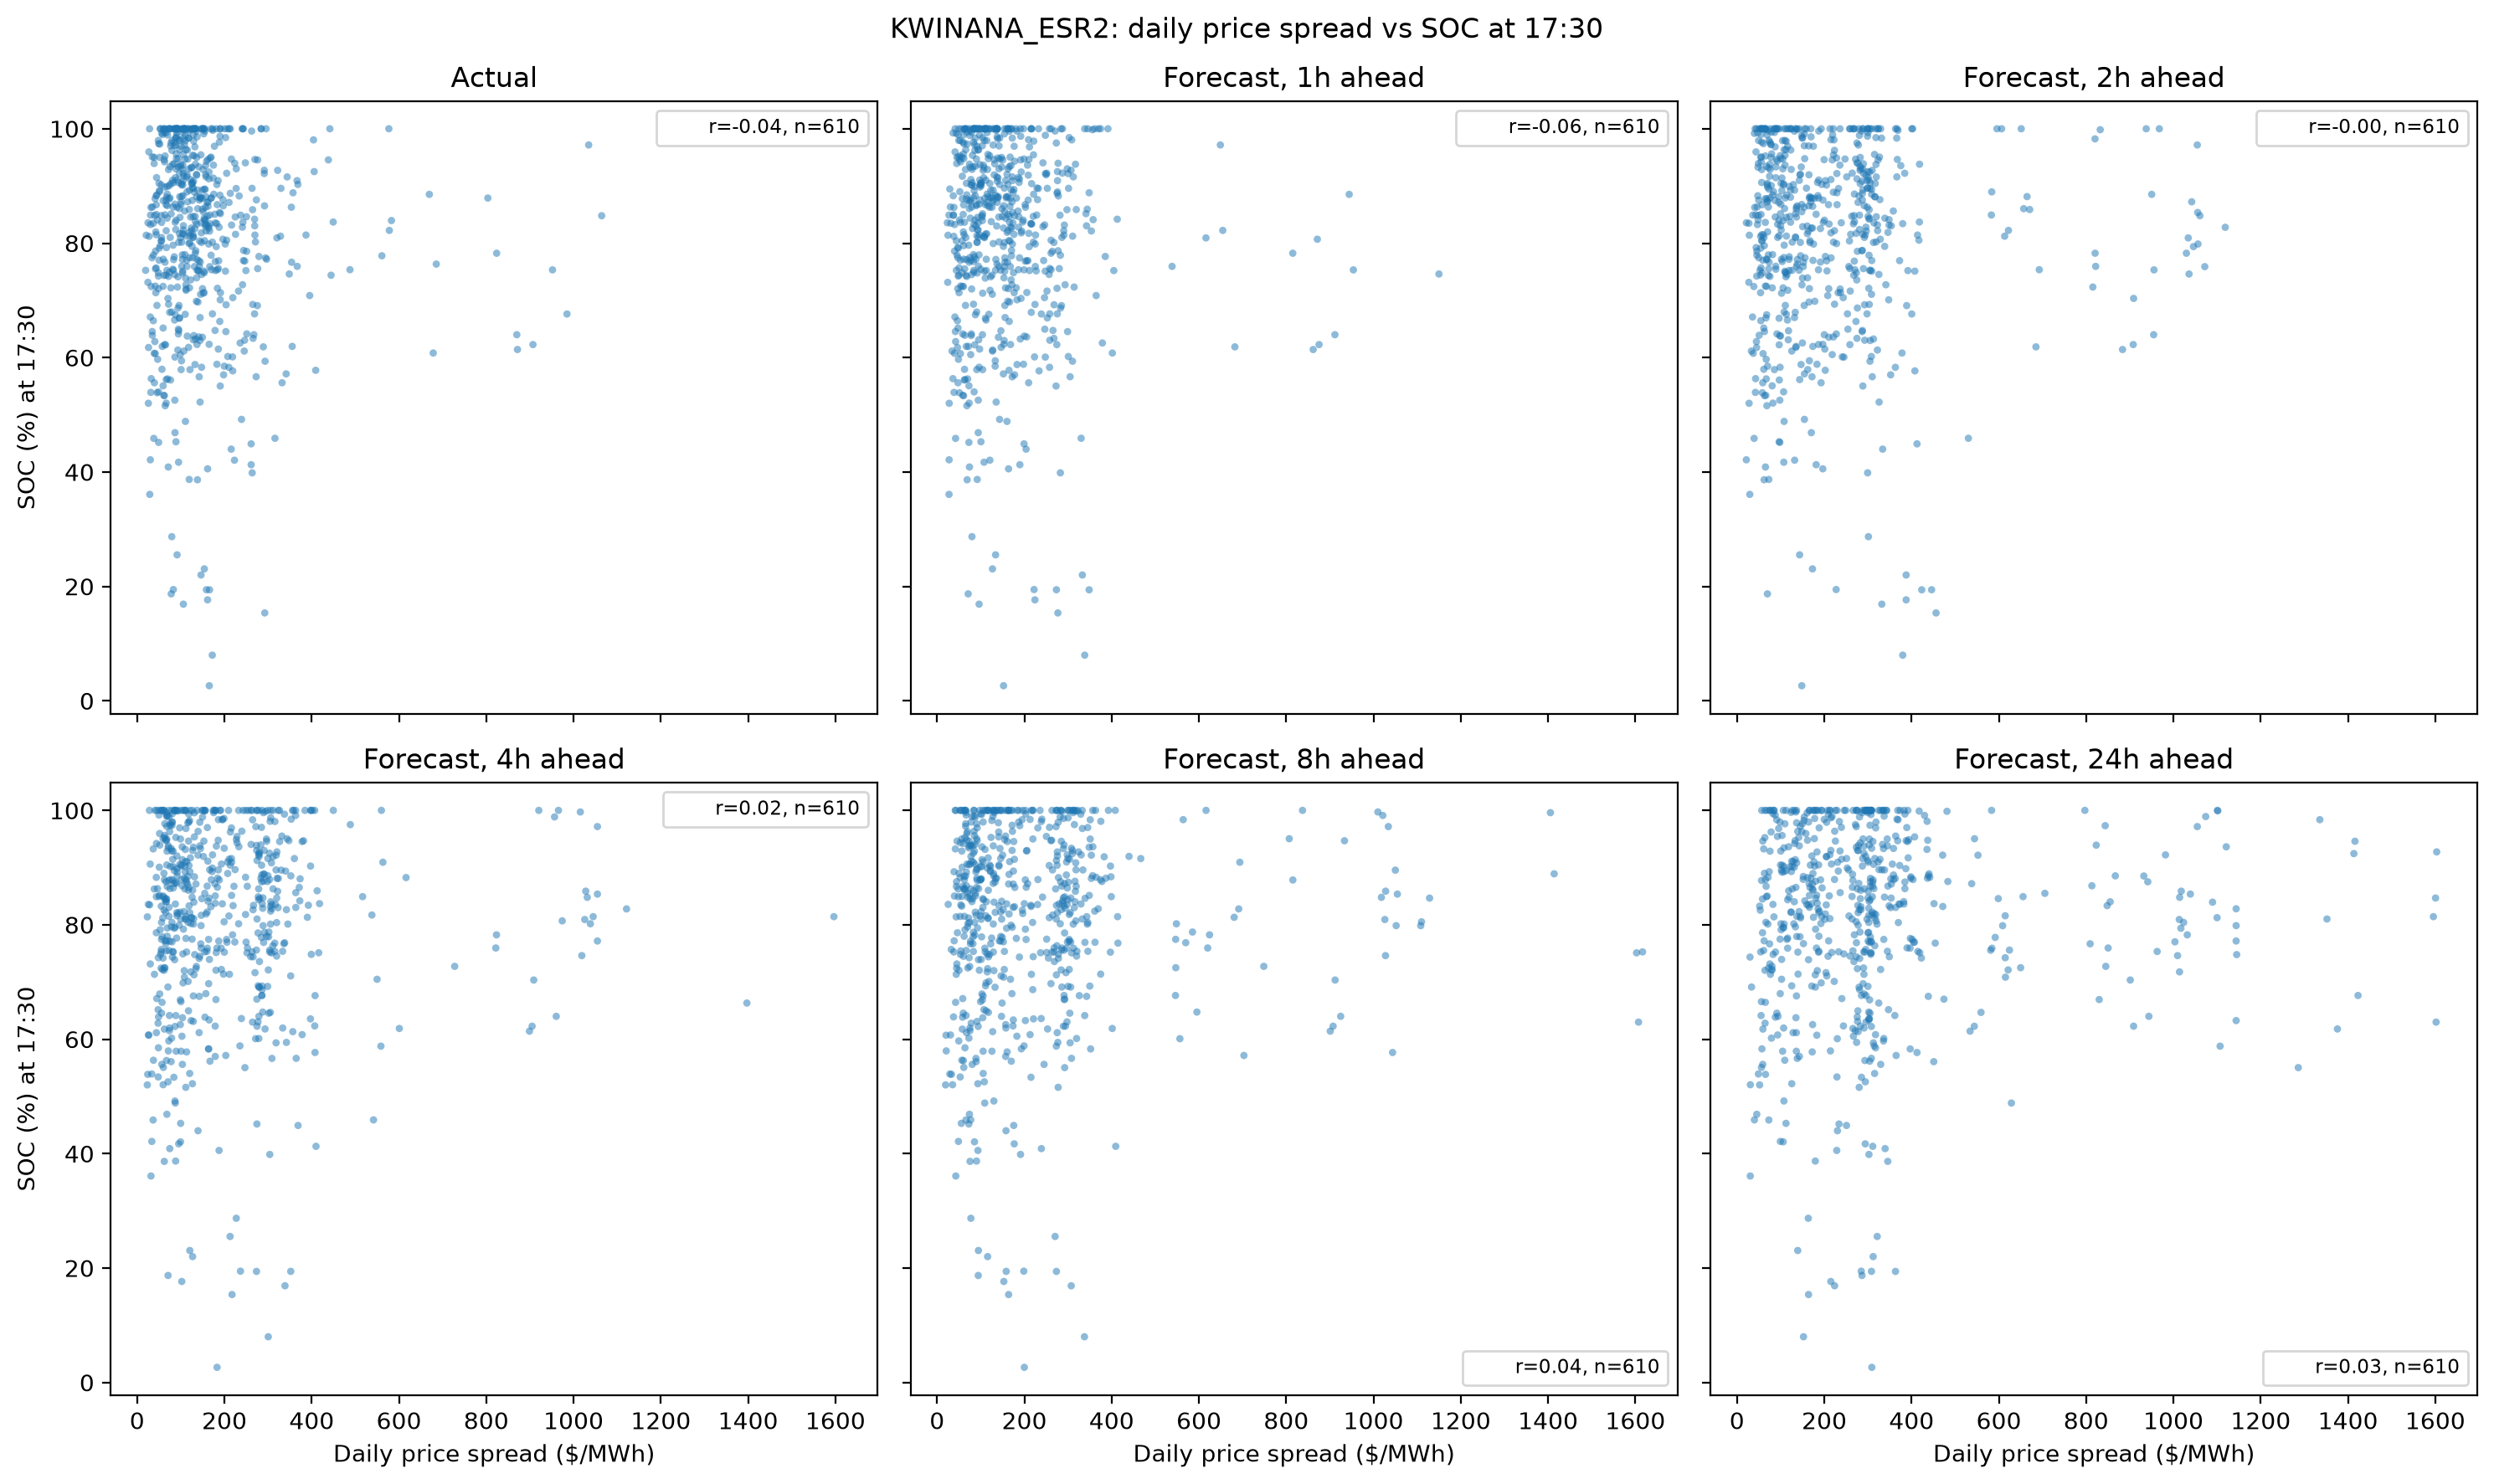 KWINANA_ESR2: daily price spread vs SOC at 17:30
Actual
Forecast, 1h ahead
Forecast, 2h ahead
r=-0.04, n=610
r=-0.06, n=610
r=-0.00, n=610
SOC (%) at 17:30
100
80
60
40
20
0
Forecast, 4h ahead
Forecast, 8h ahead
Forecast, 24h ahead
r=0.02, n=610
r=0.04, n=610
r=0.03, n=610
SOC (%) at 17:30
100
80
60
40
20
0
0 200 400 600 800 1000 1200 1400 1600
Daily price spread ($/MWh)
0 200 400 600 800 1000 1200 1400 1600
Daily price spread ($/MWh)
0 200 400 600 800 1000 1200 1400 1600
Daily price spread ($/MWh)